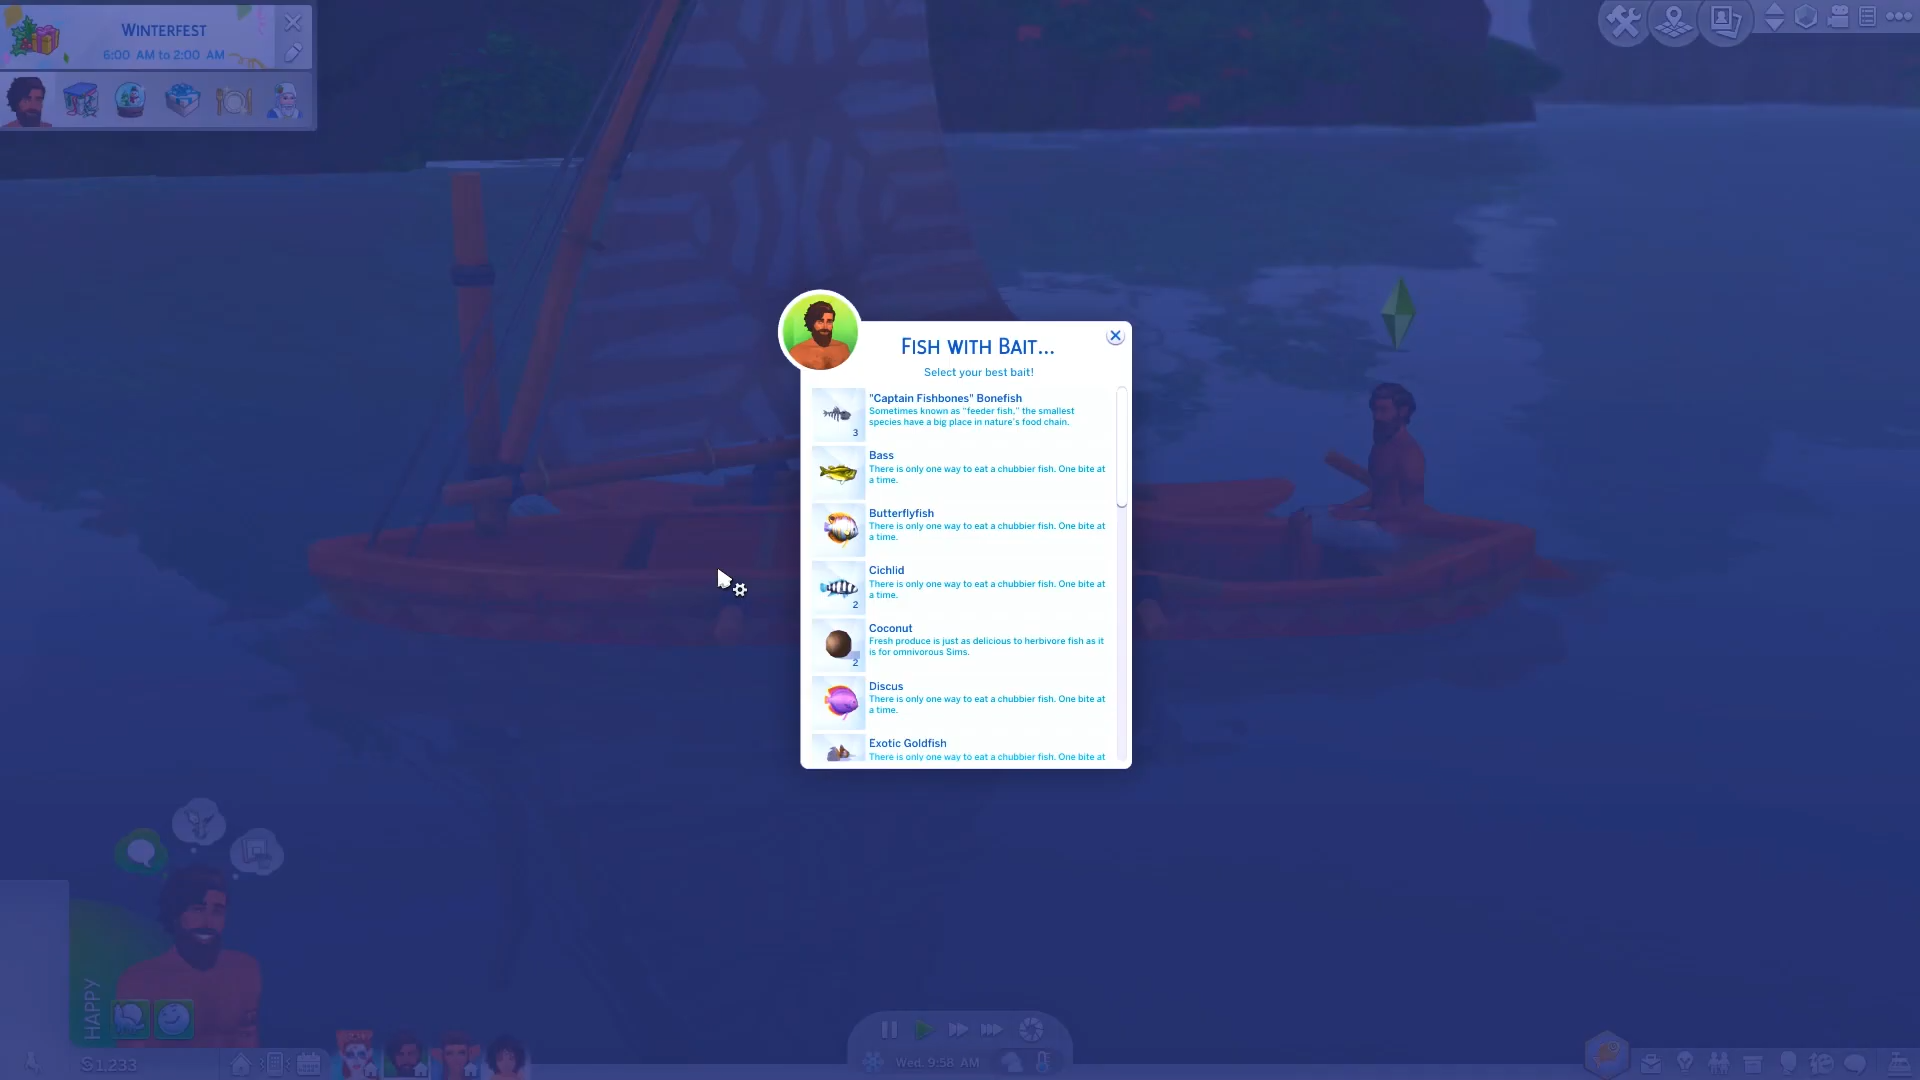 WINTERFEST
6:00 AM to 2:00 AM
FISH WITH BAIT...
Select your best bait!
"Captain Fishbones" Bonefish
Sometimes known as "feeder fish," the smallest
species have a big place in nature's food chain.
3
Bass
There is only one way to eat a chubbier fish. One bite at
a time.
Butterflyfish
There is only one way to eat a chubbier fish. One bite at
a time.
Cichlid
There is only one way to eat a chubbier fish. One bite at
a time.
2
Coconut
Fresh produce is just as delicious to herbivore fish as it
is for omnivorous Sims.
2
Discus
There is only one way to eat a chubbier fish. One bite at
a time.
Exotic Goldfish
There is only one way to eat a chubbier fish. One bite at
HAPPY
§1,233
Wed. 9:58 AM